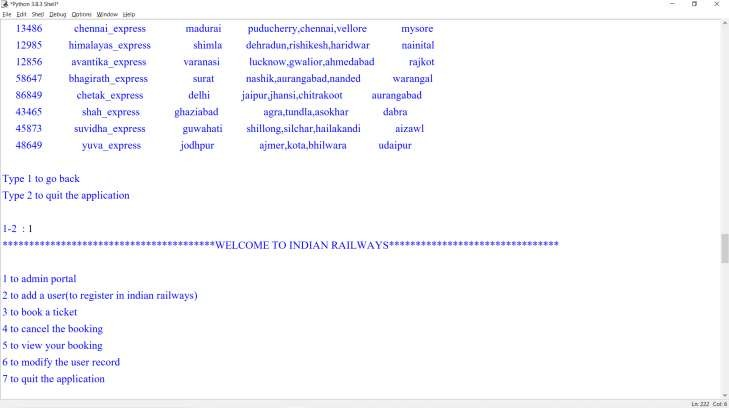 *Python 3.8.3 Shell*
File Edit Shell Debug Options Window Help
13486 chennai_express madurai puducherry,chennai,vellore mysore
12985 himalayas_express shimla dehradun,rishikesh,haridwar nainital
12856 avantika_express varanasi lucknow,gwalior,ahmedabad rajkot
58647 bhagirath_express surat nashik,aurangabad,nanded warangal
86849 chetak_express delhi jaipur,jhansi,chitrakoot aurangabad
43465 shah_express ghaziabad agra,tundla,asokhar dabra
45873 suvidha_express guwahati shillong,silchar,hailakandi aizawl
48649 yuva_express jodhpur ajmer,kota,bhilwara udaipur
Type 1 to go back
Type 2 to quit the application
1-2 : 1
****************************************WELCOME TO INDIAN RAILWAYS********************************
1 to admin portal
2 to add a user(to register in indian railways)
3 to book a ticket
4 to cancel the booking
5 to view your booking
6 to modify the user record
7 to quit the application
Ln: 222 Col: 6